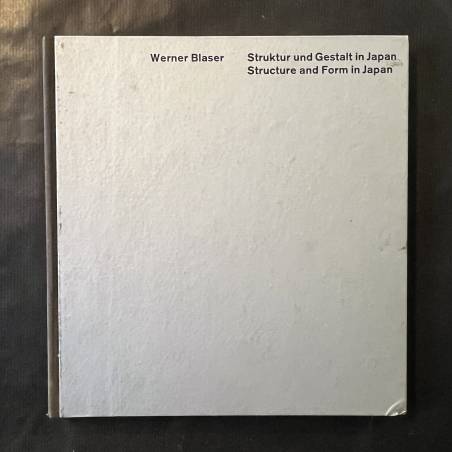 Werner Blaser
Struktur und Gestalt in Japan
Structure and Form in Japan